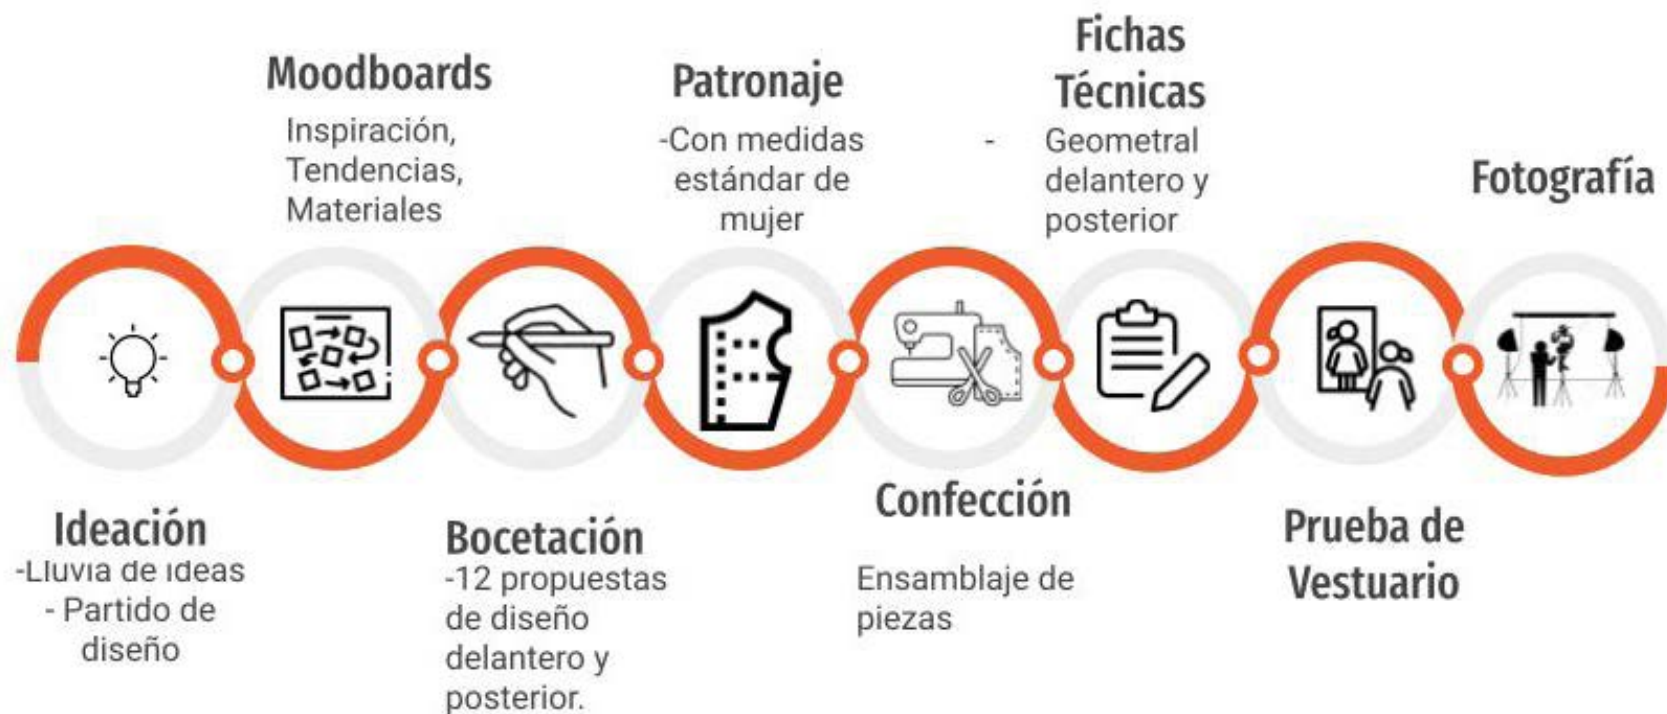 Ideación
-Lluvia de ideas
- Partido de
diseño
Moodboards
Inspiración,
Tendencias,
Materiales
Bocetación
-12 propuestas
de diseño
delantero y
posterior.
Patronaje
-Con medidas
estándar de
mujer
Confección
Ensamblaje de
piezas
Fichas
Técnicas
- Geometral
delantero y
posterior
Prueba de
Vestuario
Fotografía